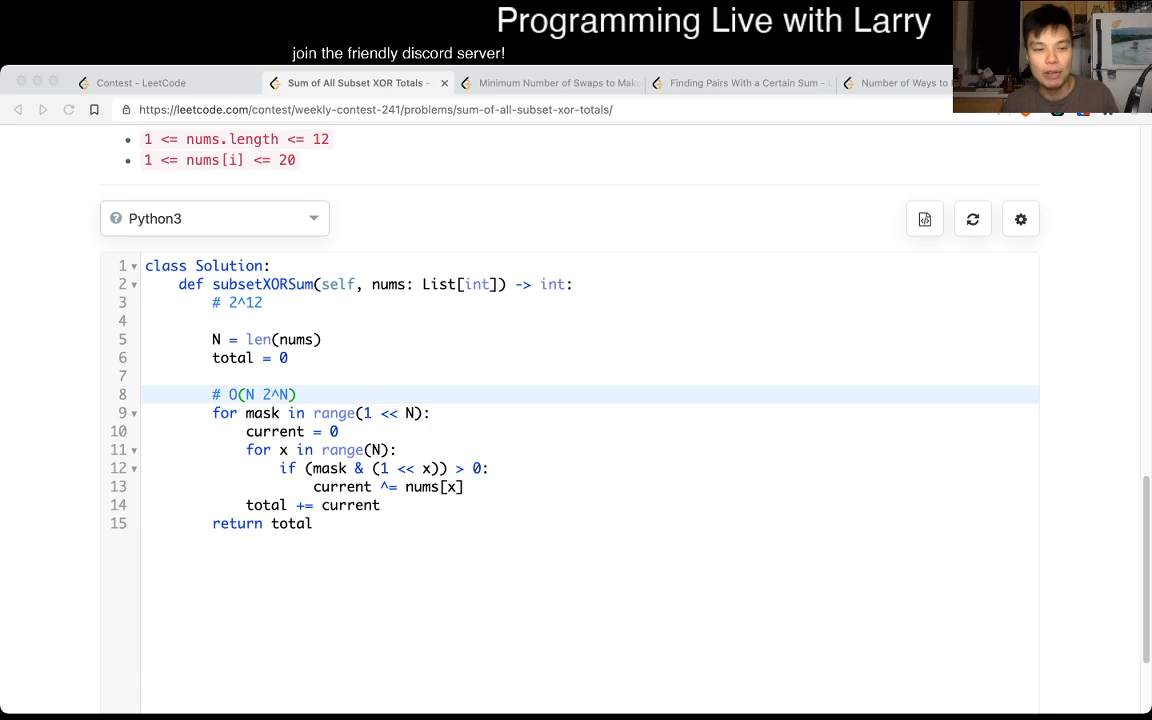 Programming Live with Larry
join the friendly discord server!
Contest - LeetCode
Sum of All Subset XOR Totals -
Minimum Number of Swaps to Make
Finding Pairs With a Certain Sum -
Number of Ways to
https://leetcode.com/contest/weekly-contest-241/problems/sum-of-all-subset-xor-totals/
1 <= nums.length <= 12
1 <= nums[i] <= 20
Python3
1 class Solution:
2 def subsetXORSum(self, nums: List[int]) -> int:
3 # 2^12
4
5 N = len(nums)
6 total = 0
7
8 # O(N 2^N)
9 for mask in range(1 << N):
10 current = 0
11 for x in range(N):
12 if (mask & (1 << x)) > 0:
13 current ^= nums[x]
14 total += current
15 return total